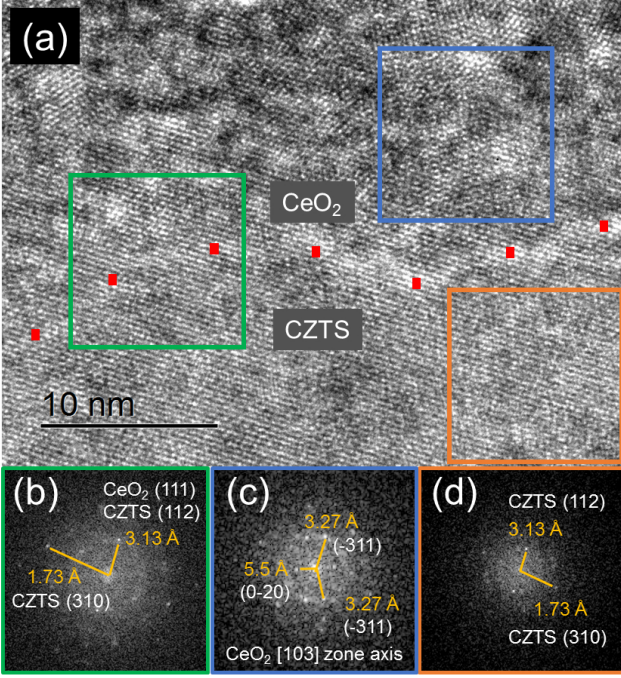 (a)
CeO₂
CZTS
10 nm
(b)
CeO₂ (111)
CZTS (112)
3.13 Å
1.73 Å
CZTS (310)
(c)
3.27 Å
(-311)
5.5 Å
(0-20)
3.27 Å
(-311)
CeO₂ [103] zone axis
(d)
CZTS (112)
3.13 Å
1.73 Å
CZTS (310)